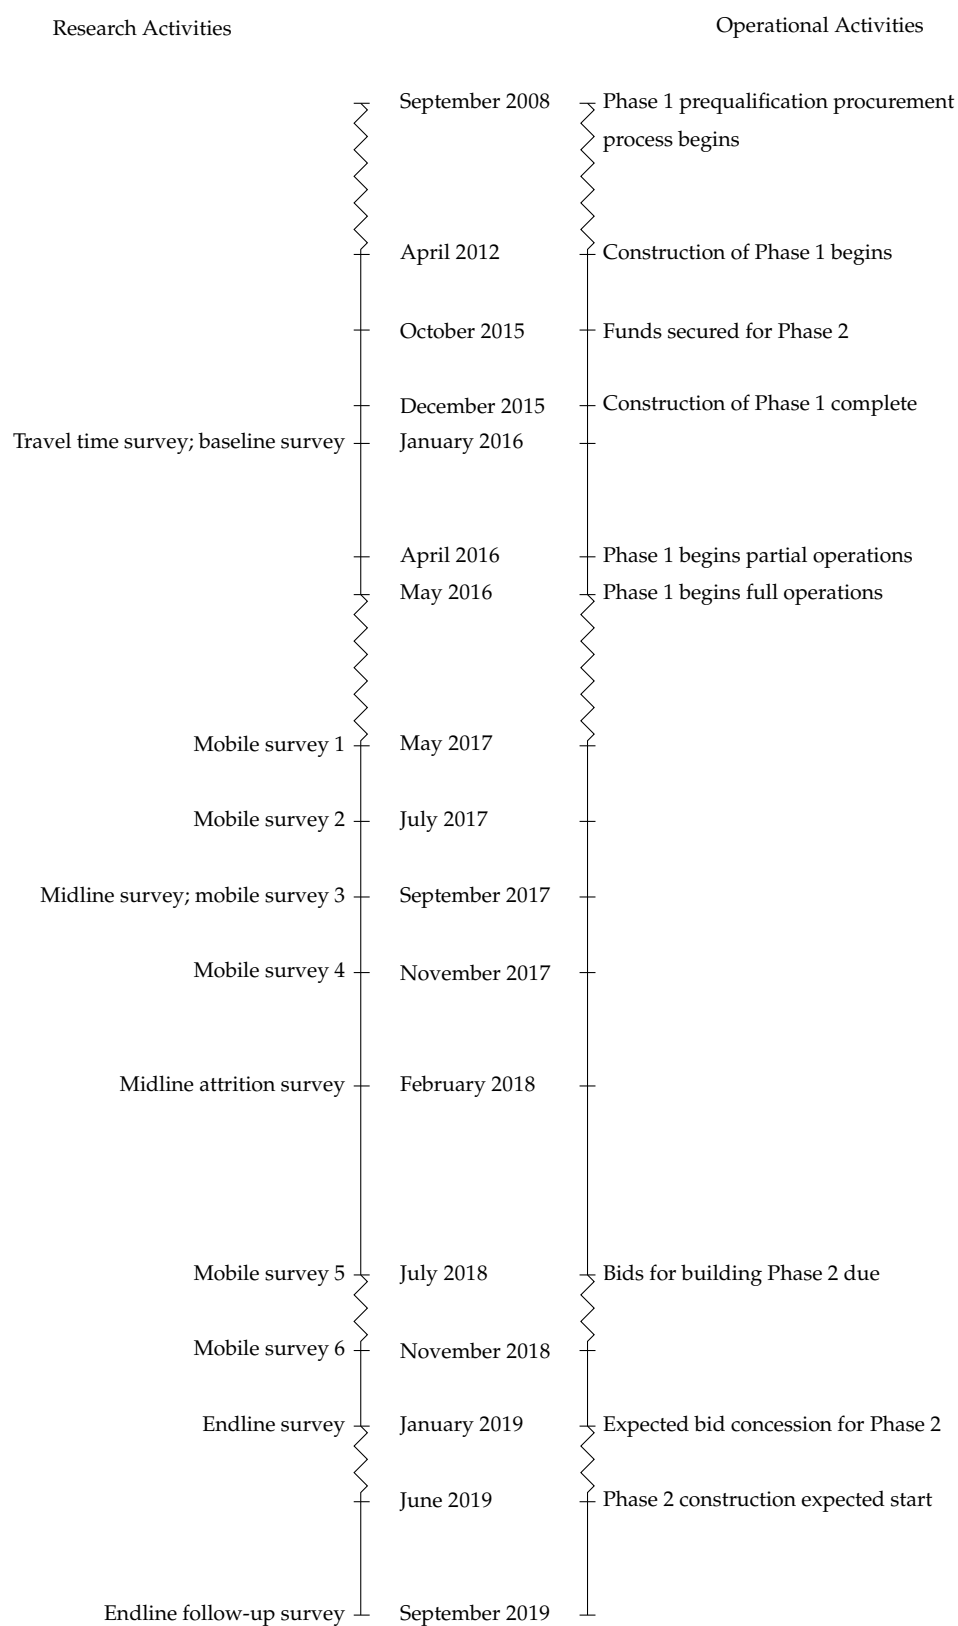 Research Activities
Operational Activities
September 2008
Phase 1 prequalification procurement
process begins
April 2012
Construction of Phase 1 begins
October 2015
Funds secured for Phase 2
December 2015
Construction of Phase 1 complete
Travel time survey; baseline survey
January 2016
April 2016
Phase 1 begins partial operations
May 2016
Phase 1 begins full operations
Mobile survey 1
May 2017
Mobile survey 2
July 2017
Midline survey; mobile survey 3
September 2017
Mobile survey 4
November 2017
Midline attrition survey
February 2018
Mobile survey 5
July 2018
Bids for building Phase 2 due
Mobile survey 6
November 2018
Endline survey
January 2019
Expected bid concession for Phase 2
June 2019
Phase 2 construction expected start
Endline follow-up survey
September 2019